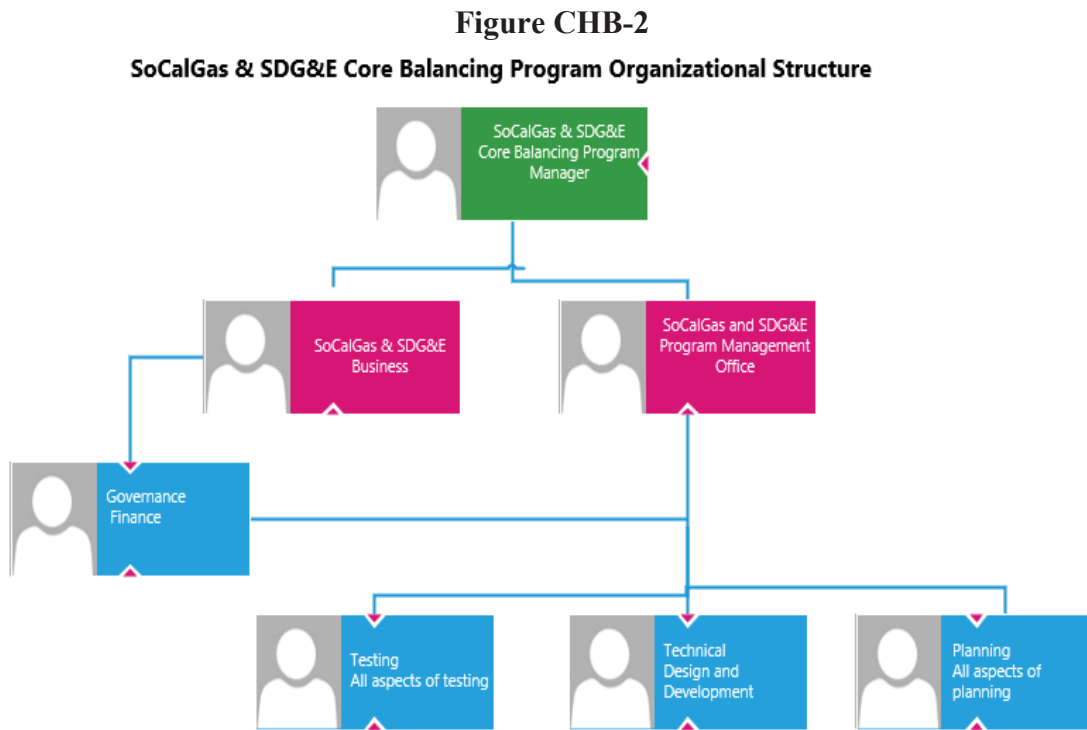 Figure CHB-2
SoCalGas & SDG&E Core Balancing Program Organizational Structure
SoCalGas & SDG&E
Core Balancing Program
Manager
SoCalGas & SDG&E
Business
SoCalGas and SDG&E
Program Management
Office
Governance
Finance
Testing
All aspects of testing
Technical
Design and
Development
Planning
All aspects of
planning